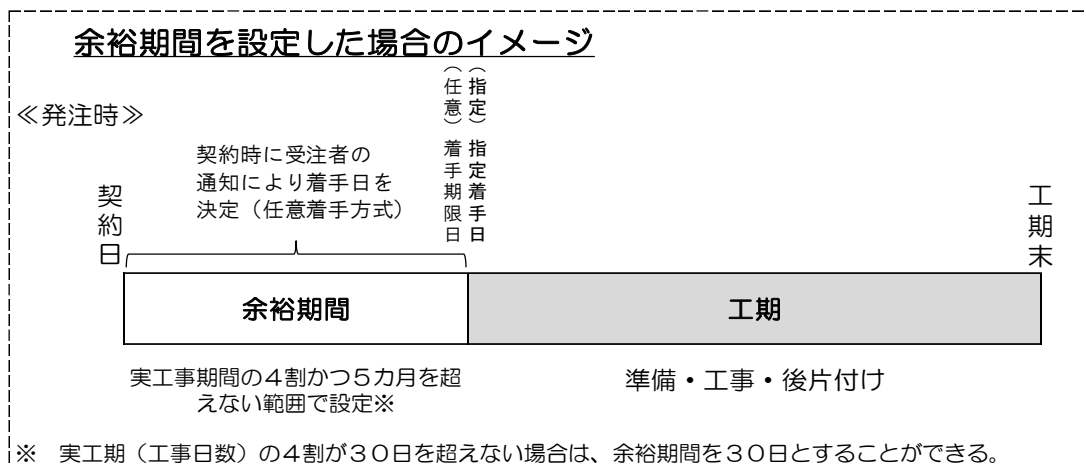 余裕期間を設定した場合のイメージ
≪発注時≫
契約時に受注者の
通知により着手日を
決定（任意着手方式）
（任意）着手期限日
（指定）指定着手日
契約日
工期末
余裕期間
工期
実工事期間の４割かつ５カ月を超
えない範囲で設定※
準備・工事・後片付け
※　実工期（工事日数）の４割が３０日を超えない場合は、余裕期間を３０日とすることができる。